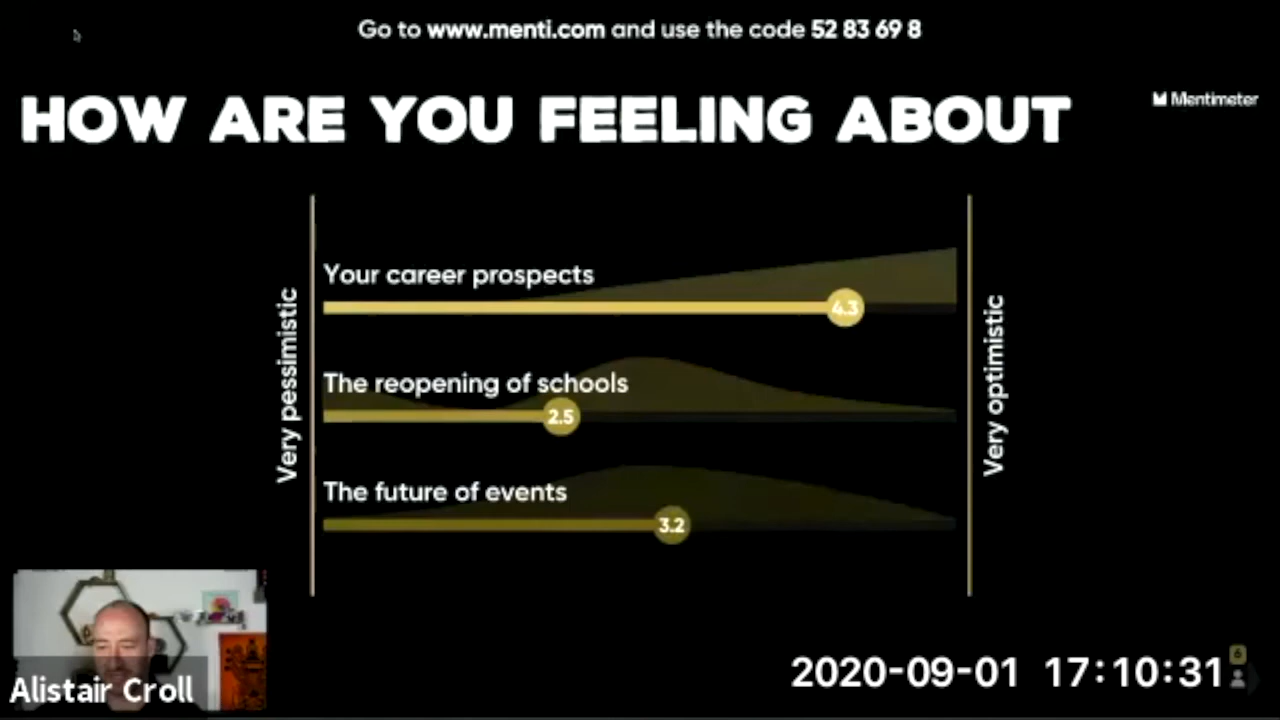 Go to www.menti.com and use the code 52 83 69 8
HOW ARE YOU FEELING ABOUT
Mentimeter
Very pessimistic
Your career prospects
4.3
The reopening of schools
2.5
The future of events
3.2
Very optimistic
Alistair Croll
2020-09-01 17:10:31
6